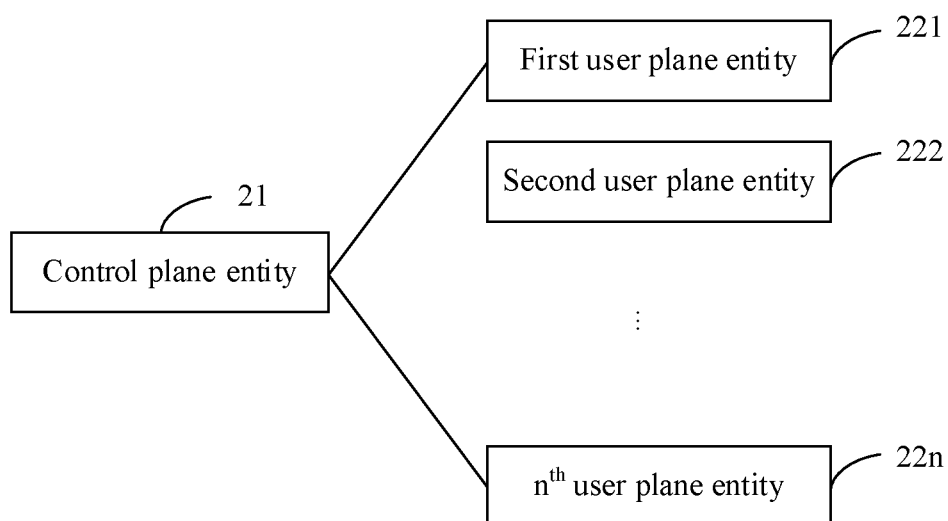 221
First user plane entity
222
Second user plane entity
21
Control plane entity
⋮
22n
nth user plane entity